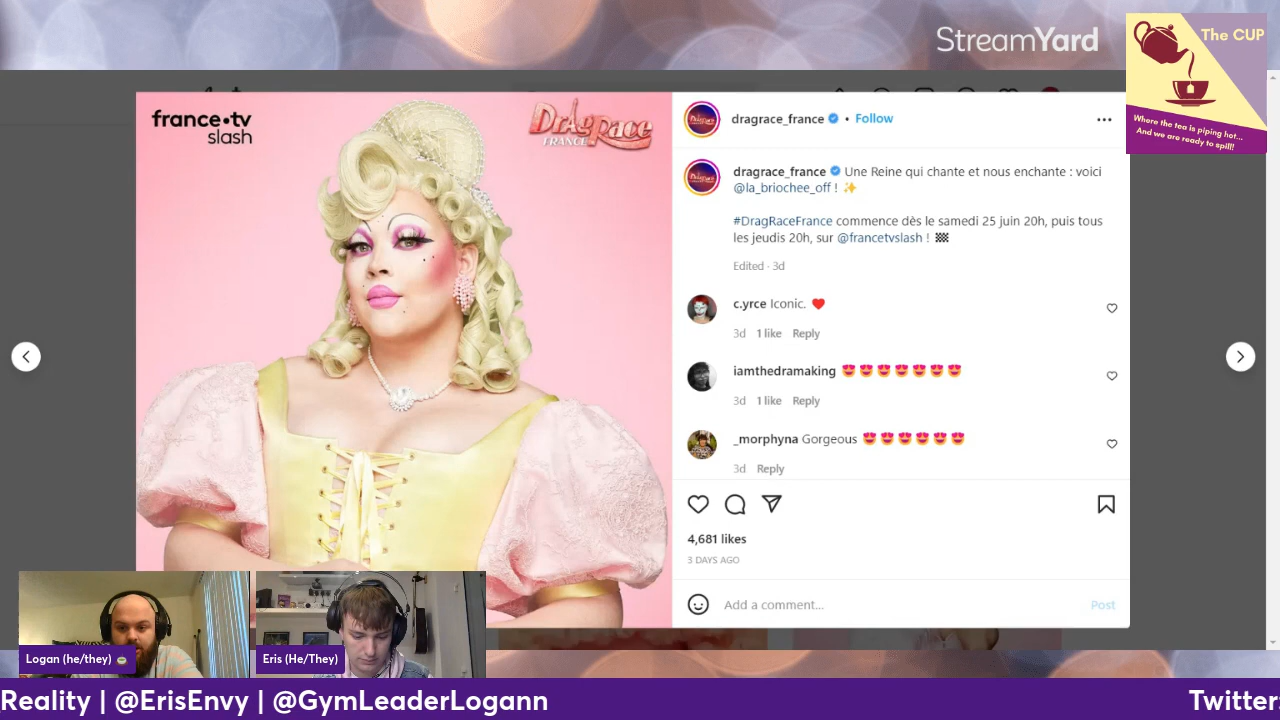 StreamYard
The CUP
Where the tea is piping hot...
And we are ready to spill!
france•tv
slash
Drag Race
FRANCE
dragrace_france • Follow
dragrace_france Une Reine qui chante et nous enchante : voici
@la_briochee_off ! ✨
#DragRaceFrance commence dès le samedi 25 juin 20h, puis tous
les jeudis 20h, sur @francetvslash ! 🏁
Edited · 3d
c.yrce Iconic. ♥️
3d 1 like Reply
iamthedramaking 😍😍😍😍😍😍😍
3d 1 like Reply
_morphyna Gorgeous 😍😍😍😍😍😍
3d Reply
4,681 likes
3 DAYS AGO
Add a comment...
Post
Logan (he/they)
Eris (He/They)
Reality | @ErisEnvy | @GymLeaderLogann
Twitter: